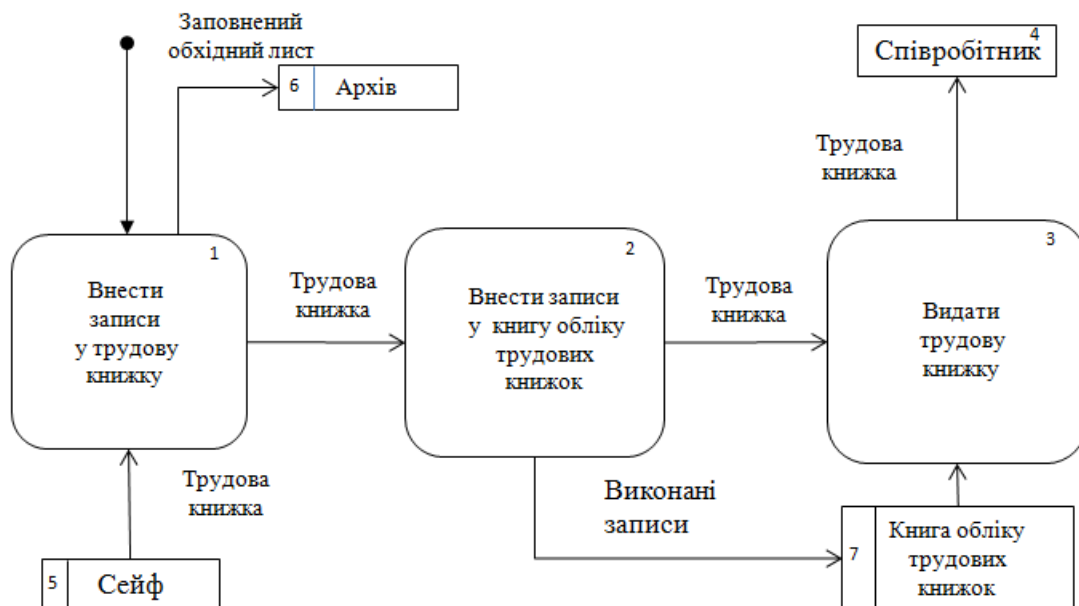 Заповнений
обхідний лист
6
Архів
4
Співробітник
Трудова
книжка
1
Внести
записи
у трудову
книжку
Трудова
книжка
2
Внести записи
у книгу обліку
трудових
книжок
Трудова
книжка
3
Видати
трудову
книжку
Трудова
книжка
Виконані
записи
5
Сейф
7
Книга обліку
трудових
книжок